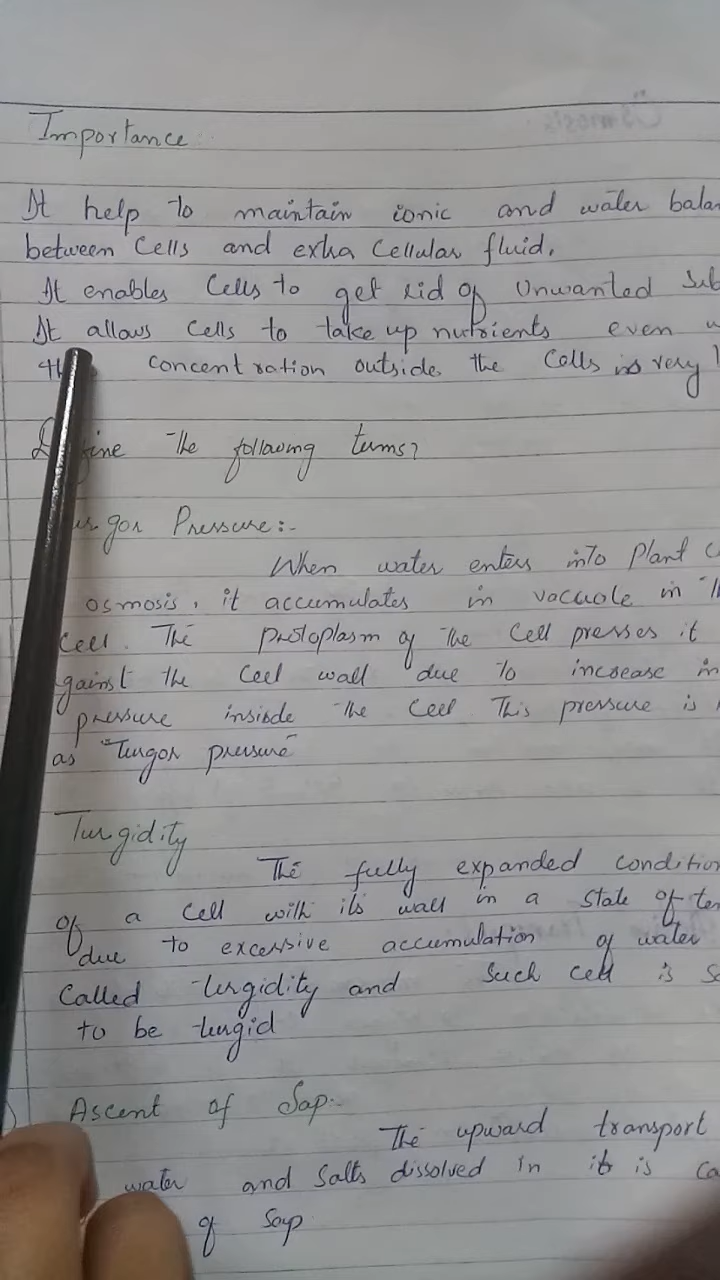 Importance
It help to maintain ionic and water
between Cells and extra Cellular fluid.
It enables Cells to get rid of Unwanted
It allows Cells to take up nutrients even
concentration outside the Cells is very
the following terms?
Pressure:-
When water enters into Plant
osmosis, it accumulates in vacuole in
Cell. The protoplasm of the Cell presses it
gainst the Cell wall due to increase in
pressure insisde the Cell This pressure is
as "Turgor pressure"
Turgidity
The fully expanded condition
of a Cell with its wall in a State of
due to excessive accumulation of water
Called turgidity and Such cell is
to be turgid
Ascent of Sap:-
The upward transport
water and Salts dissolved in it is
of Sap